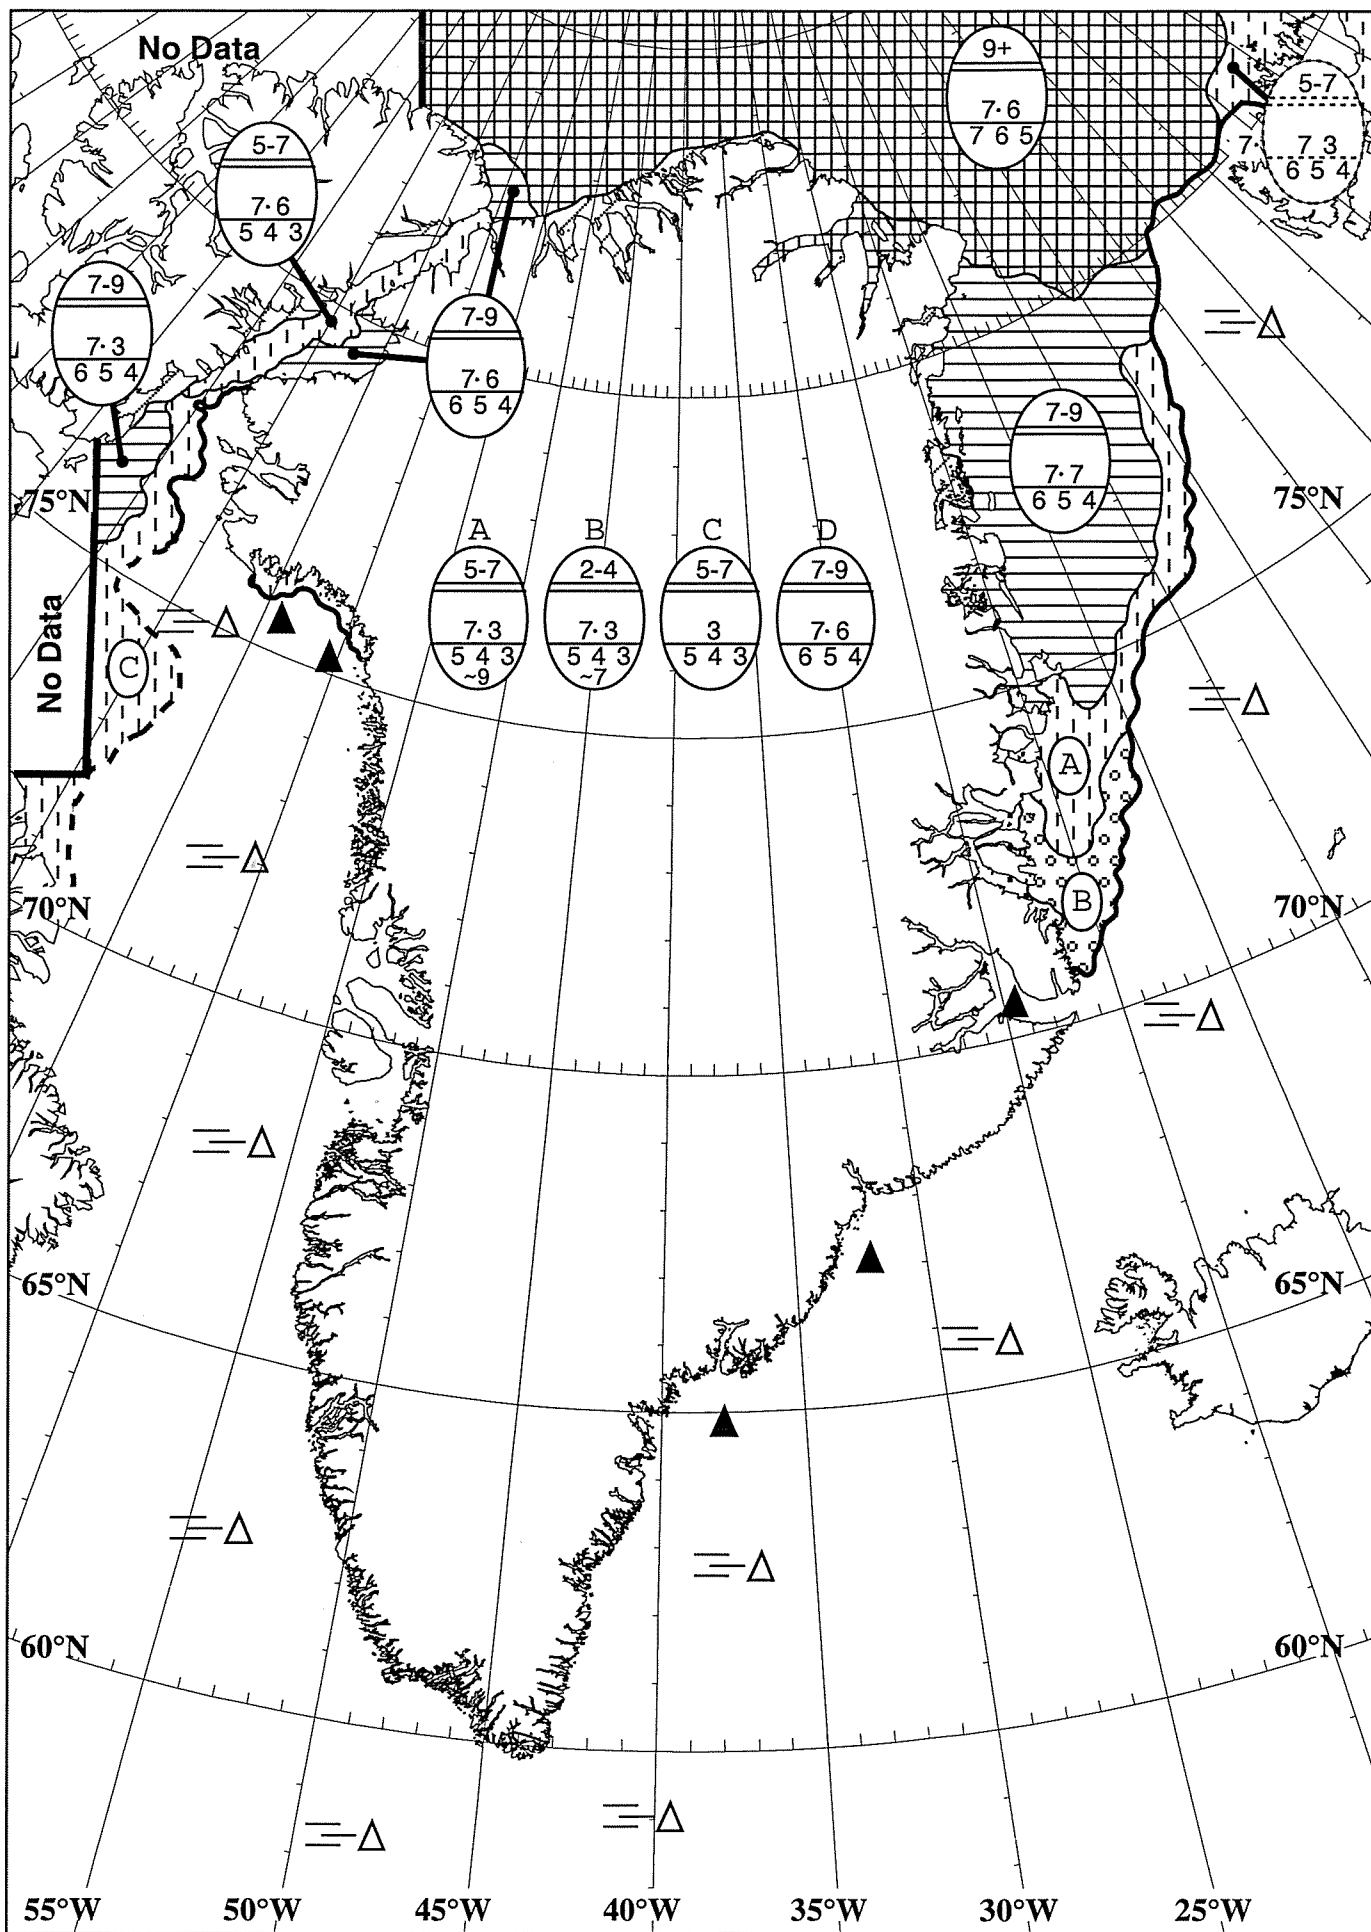 No Data
9+
7·6
7 6 5
5-7
7· 7 3
6 5 4
5-7
7·6
5 4 3
7-9
7·3
6 5 4
7-9
7·6
6 5 4
7-9
7·7
6 5 4
75°N
75°N
A B C D
5-7 2-4 5-7 7-9
7·3 7·3 3 7·6
5 4 3 5 4 3 5 4 3 6 5 4
~9 ~7
No Data
C
A
B
70°N
70°N
65°N
65°N
60°N
60°N
55°W 50°W 45°W 40°W 35°W 30°W 25°W